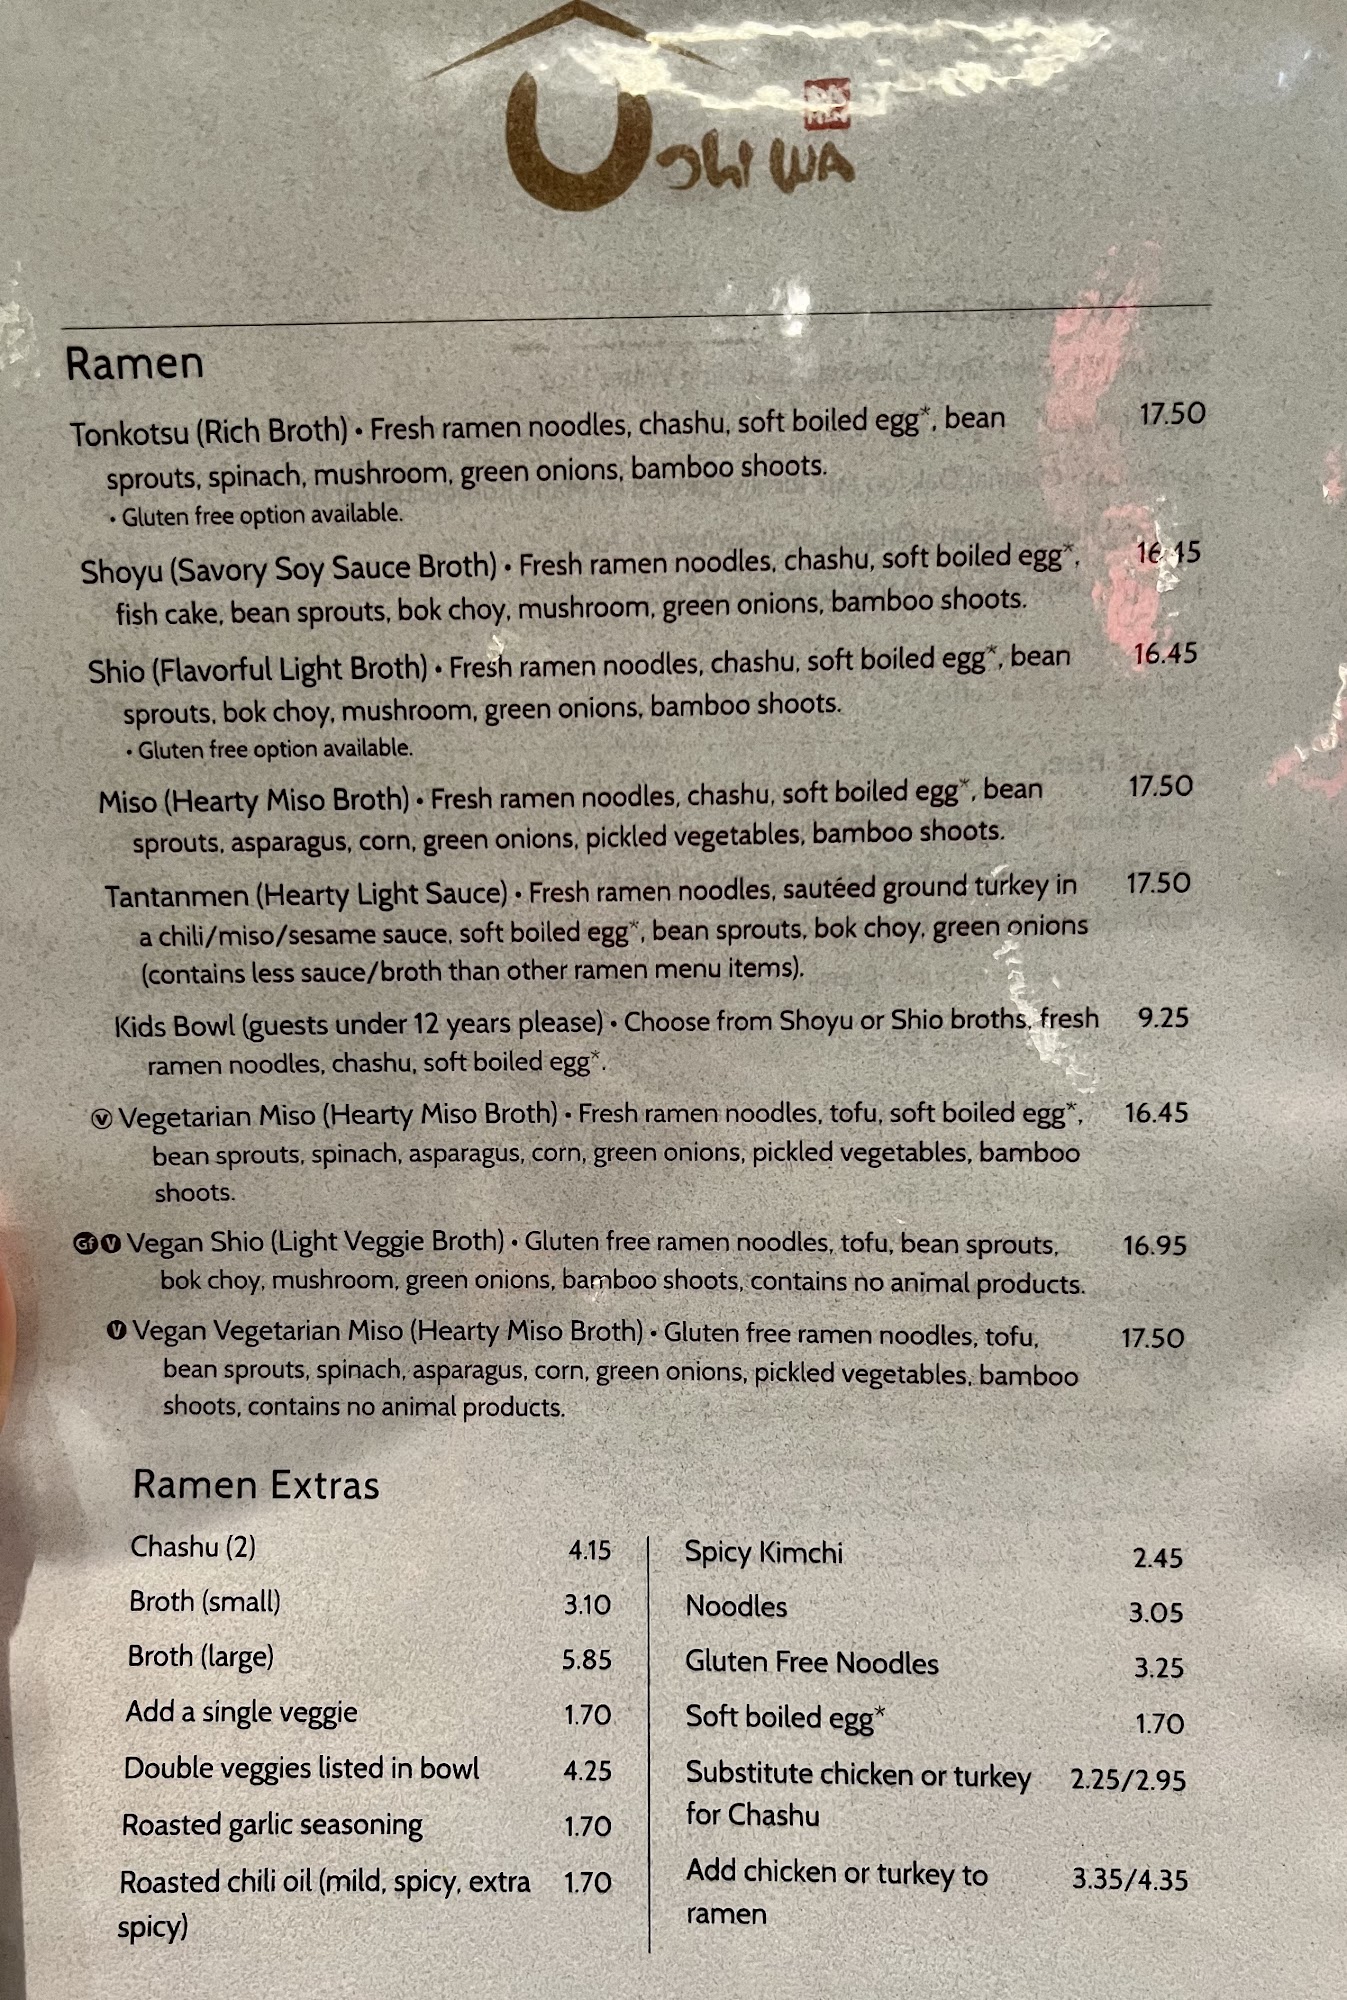 Ushi WA
RA
MEN
Ramen
Tonkotsu (Rich Broth) • Fresh ramen noodles, chashu, soft boiled egg*, bean 17.50
sprouts, spinach, mushroom, green onions, bamboo shoots.
• Gluten free option available.
Shoyu (Savory Soy Sauce Broth) • Fresh ramen noodles, chashu, soft boiled egg*, 16.45
fish cake, bean sprouts, bok choy, mushroom, green onions, bamboo shoots.
Shio (Flavorful Light Broth) • Fresh ramen noodles, chashu, soft boiled egg*, bean 16.45
sprouts, bok choy, mushroom, green onions, bamboo shoots.
• Gluten free option available.
Miso (Hearty Miso Broth) • Fresh ramen noodles, chashu, soft boiled egg*, bean 17.50
sprouts, asparagus, corn, green onions, pickled vegetables, bamboo shoots.
Tantanmen (Hearty Light Sauce) • Fresh ramen noodles, sautéed ground turkey in 17.50
a chili/miso/sesame sauce, soft boiled egg*, bean sprouts, bok choy, green onions
(contains less sauce/broth than other ramen menu items).
Kids Bowl (guests under 12 years please) • Choose from Shoyu or Shio broths, fresh 9.25
ramen noodles, chashu, soft boiled egg*.
V Vegetarian Miso (Hearty Miso Broth) • Fresh ramen noodles, tofu, soft boiled egg*, 16.45
bean sprouts, spinach, asparagus, corn, green onions, pickled vegetables, bamboo
shoots.
Gf V Vegan Shio (Light Veggie Broth) • Gluten free ramen noodles, tofu, bean sprouts, 16.95
bok choy, mushroom, green onions, bamboo shoots, contains no animal products.
V Vegan Vegetarian Miso (Hearty Miso Broth) • Gluten free ramen noodles, tofu, 17.50
bean sprouts, spinach, asparagus, corn, green onions, pickled vegetables, bamboo
shoots, contains no animal products.
Ramen Extras
Chashu (2) 4.15
Broth (small) 3.10
Broth (large) 5.85
Add a single veggie 1.70
Double veggies listed in bowl 4.25
Roasted garlic seasoning 1.70
Roasted chili oil (mild, spicy, extra 1.70
spicy)
Spicy Kimchi 2.45
Noodles 3.05
Gluten Free Noodles 3.25
Soft boiled egg* 1.70
Substitute chicken or turkey 2.25/2.95
for Chashu
Add chicken or turkey to 3.35/4.35
ramen